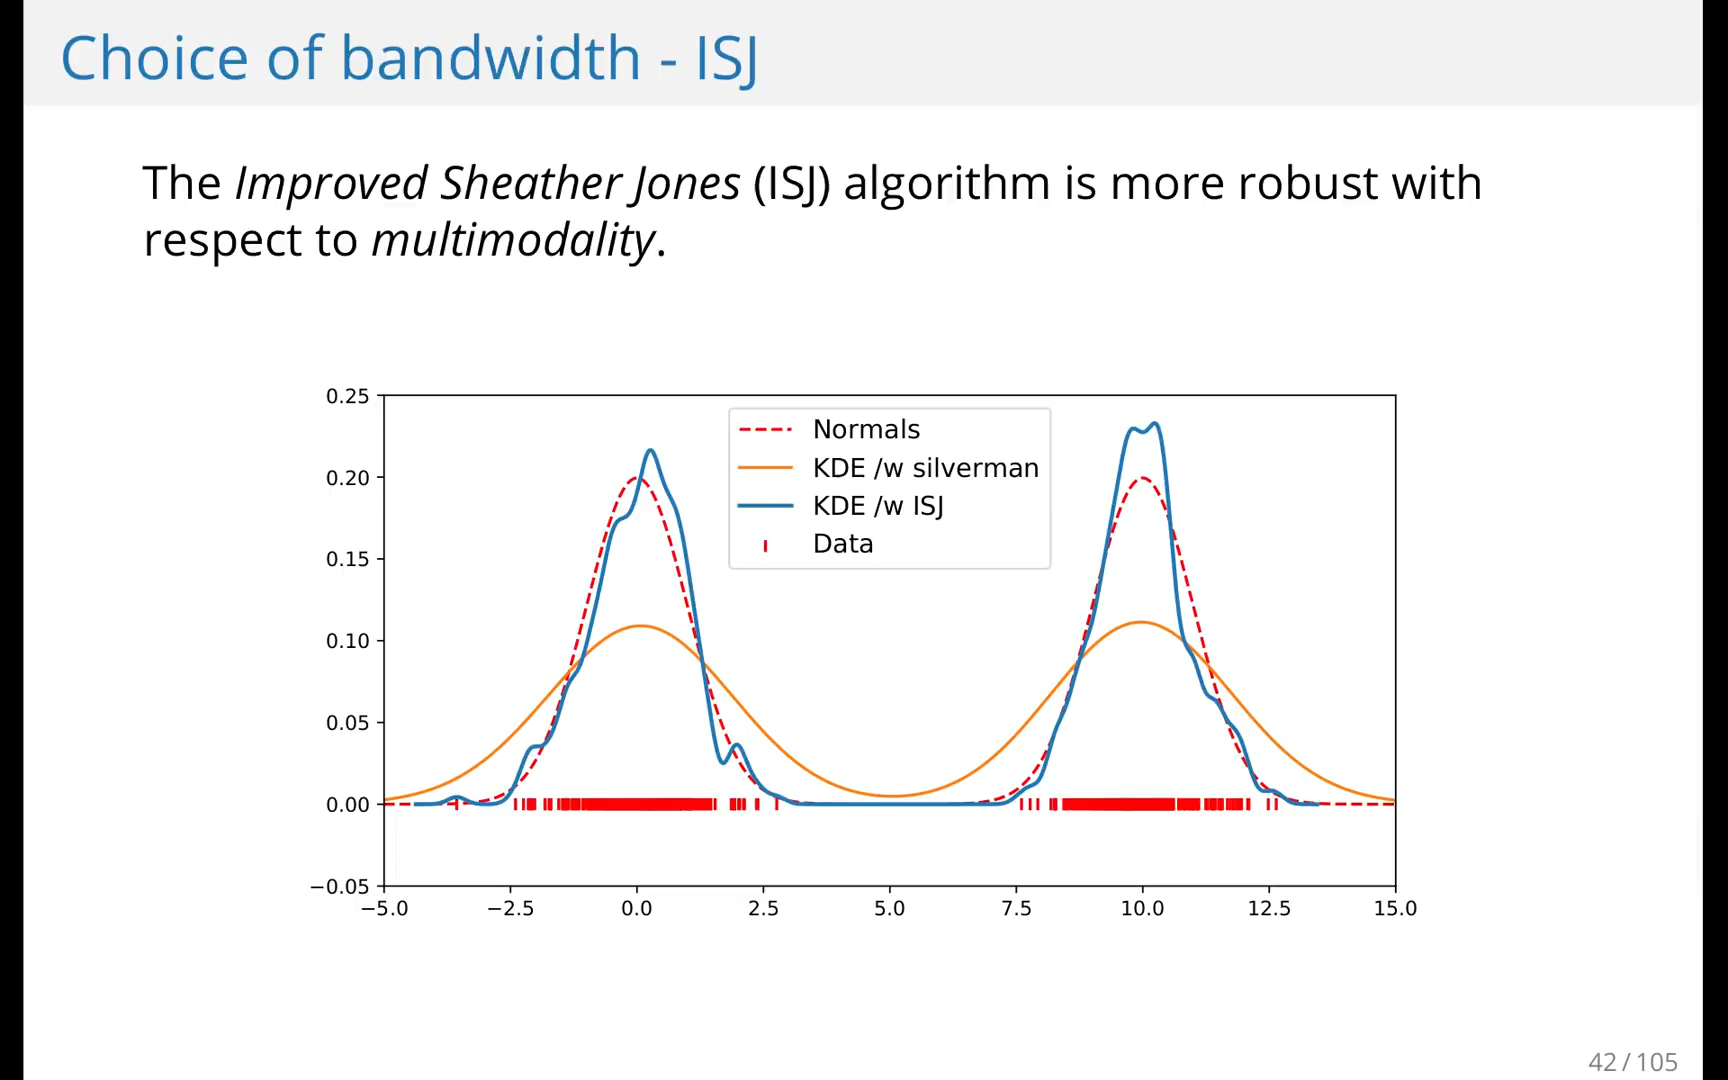 Choice of bandwidth - ISJ
The Improved Sheather Jones (ISJ) algorithm is more robust with
respect to multimodality.
0.25
0.20
0.15
0.10
0.05
0.00
−0.05
Normals
KDE /w silverman
KDE /w ISJ
Data
−5.0 −2.5 0.0 2.5 5.0 7.5 10.0 12.5 15.0
42 / 105